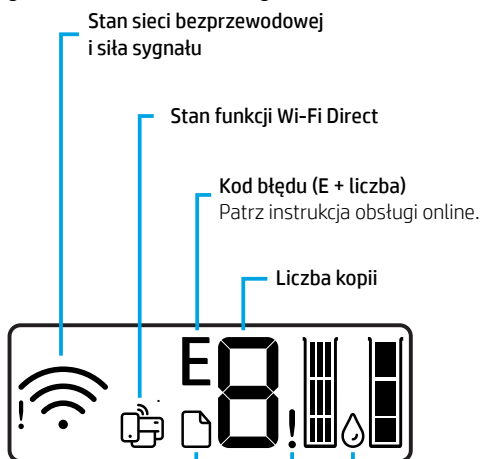 Stan sieci bezprzewodowej
i siła sygnału
Stan funkcji Wi-Fi Direct
Kod błędu (E + liczba)
Patrz instrukcja obsługi online.
Liczba kopii
E8
!
!